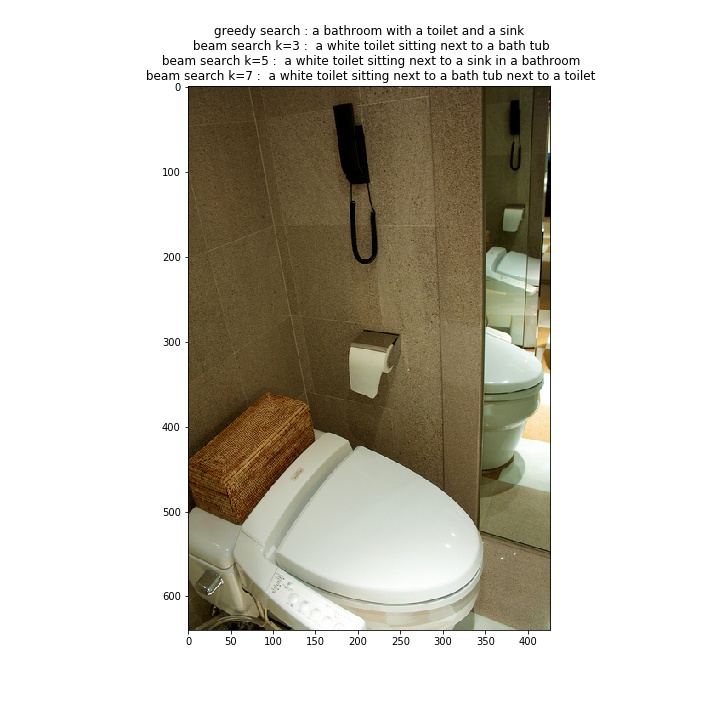 greedy search : a bathroom with a toilet and a sink
beam search k=3 :  a white toilet sitting next to a bath tub
beam search k=5 :  a white toilet sitting next to a sink in a bathroom
beam search k=7 :  a white toilet sitting next to a bath tub next to a toilet
0
100
200
300
400
500
600
0 50 100 150 200 250 300 350 400